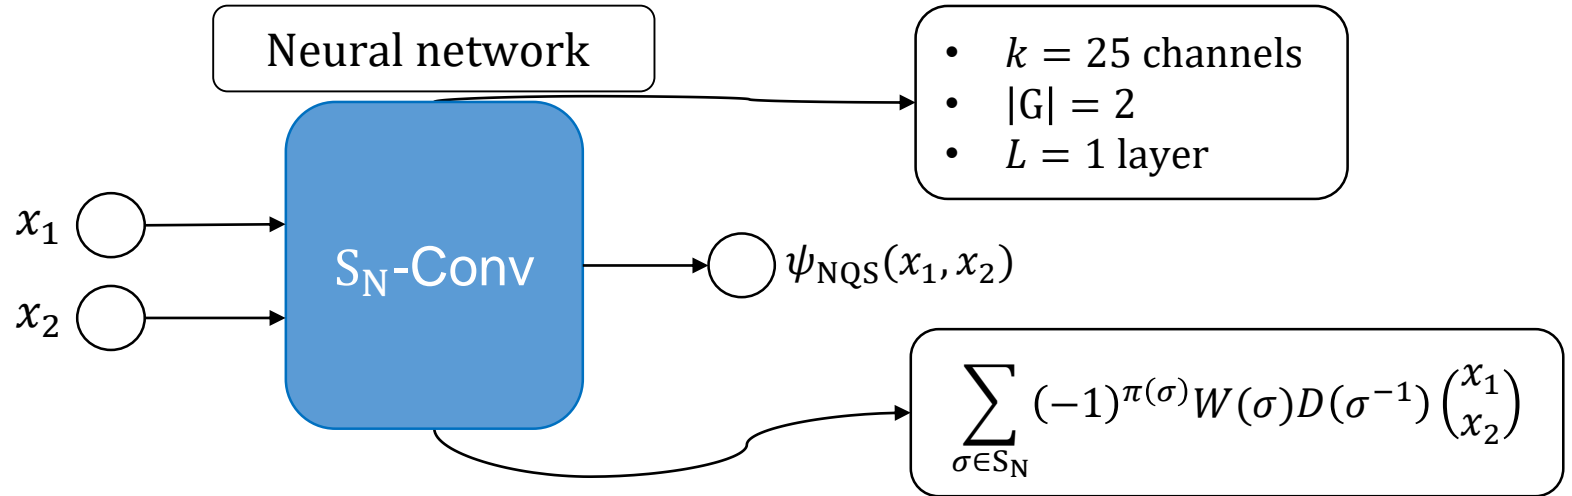 Neural network
• k = 25 channels
• |G| = 2
• L = 1 layer
x₁
x₂
S_N-Conv
ψ_NQS(x₁, x₂)
∑_{σ∈S_N} (−1)^{π(σ)} W(σ)D(σ⁻¹) (x₁ x₂)